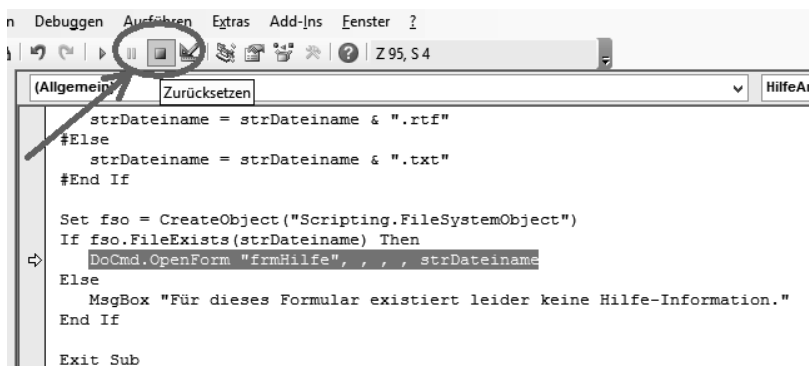 n Debuggen Ausführen Extras Add-Ins Fenster ?
Z 95, S 4
(Allgemein) HilfeAn
Zurücksetzen
strDateiname = strDateiname & ".rtf"
#Else
strDateiname = strDateiname & ".txt"
#End If
Set fso = CreateObject("Scripting.FileSystemObject")
If fso.FileExists(strDateiname) Then
DoCmd.OpenForm "frmHilfe", , , , strDateiname
Else
MsgBox "Für dieses Formular existiert leider keine Hilfe-Information."
End If
Exit Sub